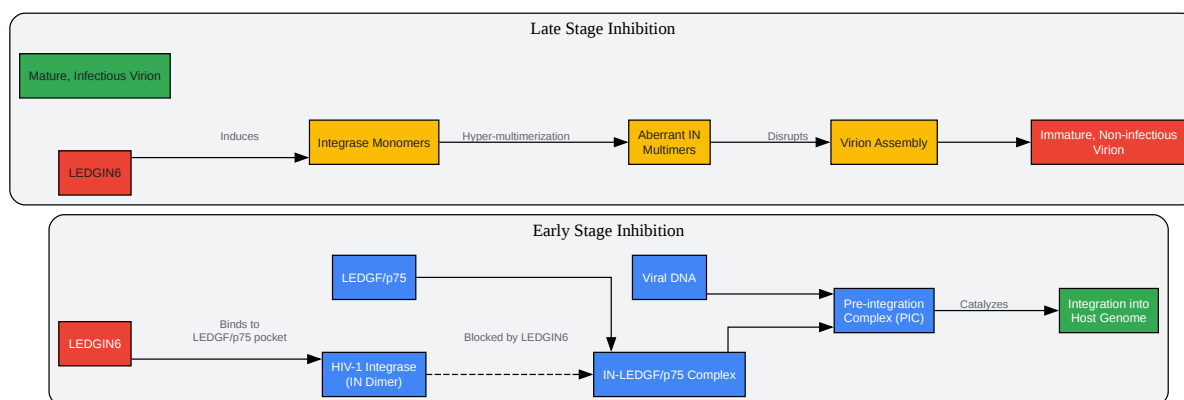 Late Stage Inhibition
Mature, Infectious Virion
LEDGIN6
Induces
Integrase Monomers
Hyper-multimerization
Aberrant IN
Multimers
Disrupts
Virion Assembly
Immature, Non-infectious
Virion
Early Stage Inhibition
LEDGF/p75
Viral DNA
LEDGIN6
Binds to
LEDGF/p75 pocket
HIV-1 Integrase
(IN Dimer)
Blocked by LEDGIN6
IN-LEDGF/p75 Complex
Pre-integration
Complex (PIC)
Catalyzes
Integration into
Host Genome